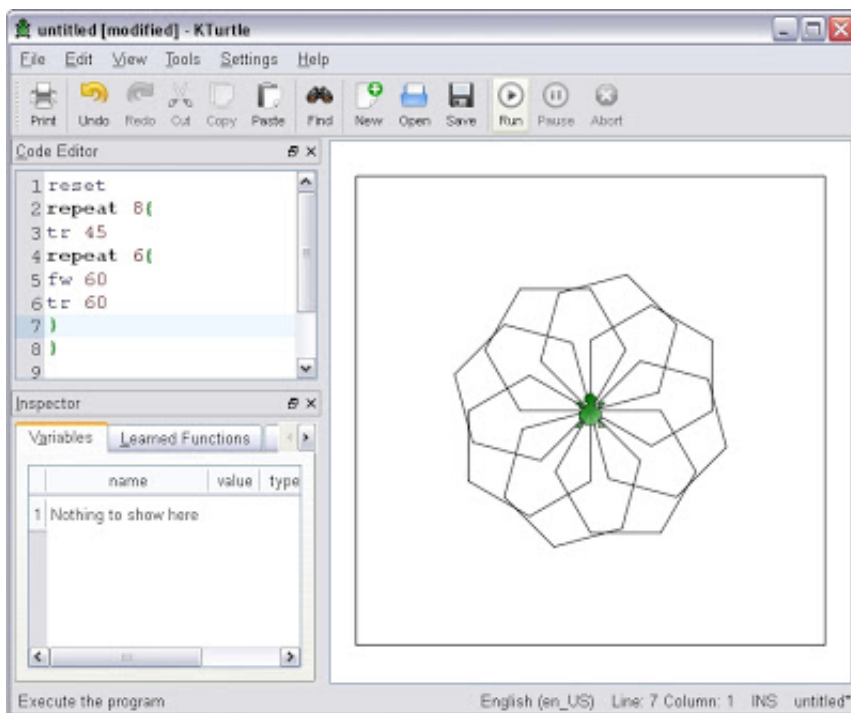 untitled [modified] - KTurtle
File Edit View Tools Settings Help
Print Undo Redo Cut Copy Paste Find New Open Save Run Pause Abort
Code Editor
1 reset
2 repeat 8{
3 tr 45
4 repeat 6{
5 fw 60
6 tr 60
7 }
8 }
9
Inspector
Variables Learned Functions
name value type
1 Nothing to show here
Execute the program English (en_US) Line: 7 Column: 1 INS untitled*